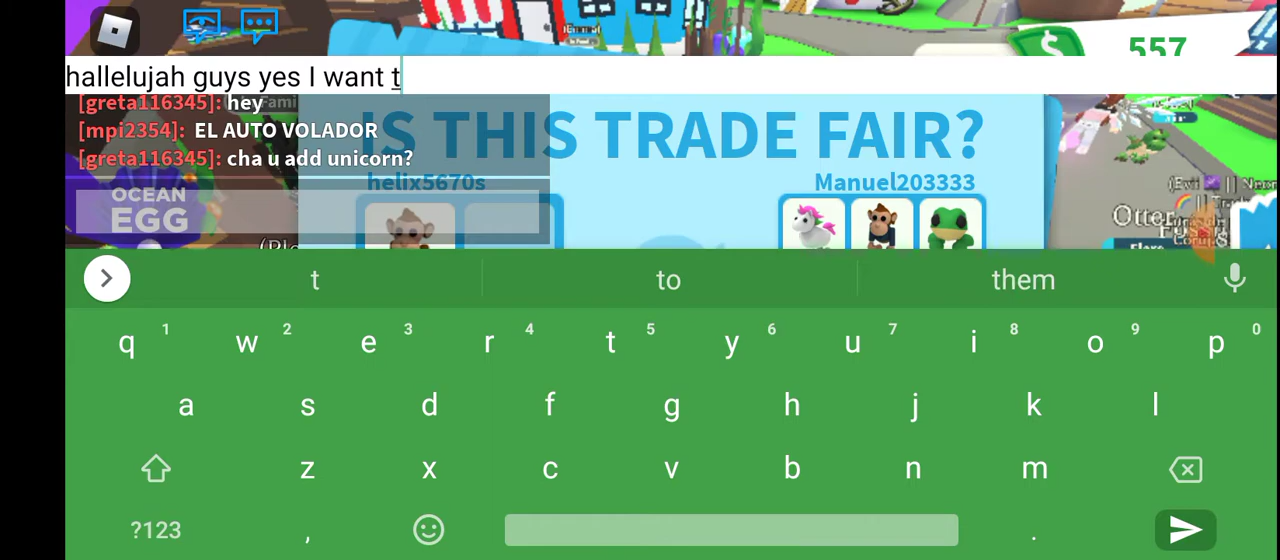 557
hallelujah guys yes I want t
[greta116345]: hey
[mpi2354]: EL AUTO VOLADOR
[greta116345]: cha u add unicorn?
IS THIS TRADE FAIR?
helix5670s
Manuel203333
OCEAN
EGG
Otter
t to them
q 1 w 2 e 3 r 4 t 5 y 6 u 7 i 8 o 9 p 0
a s d f g h j k l
z x c v b n m
?123 , .